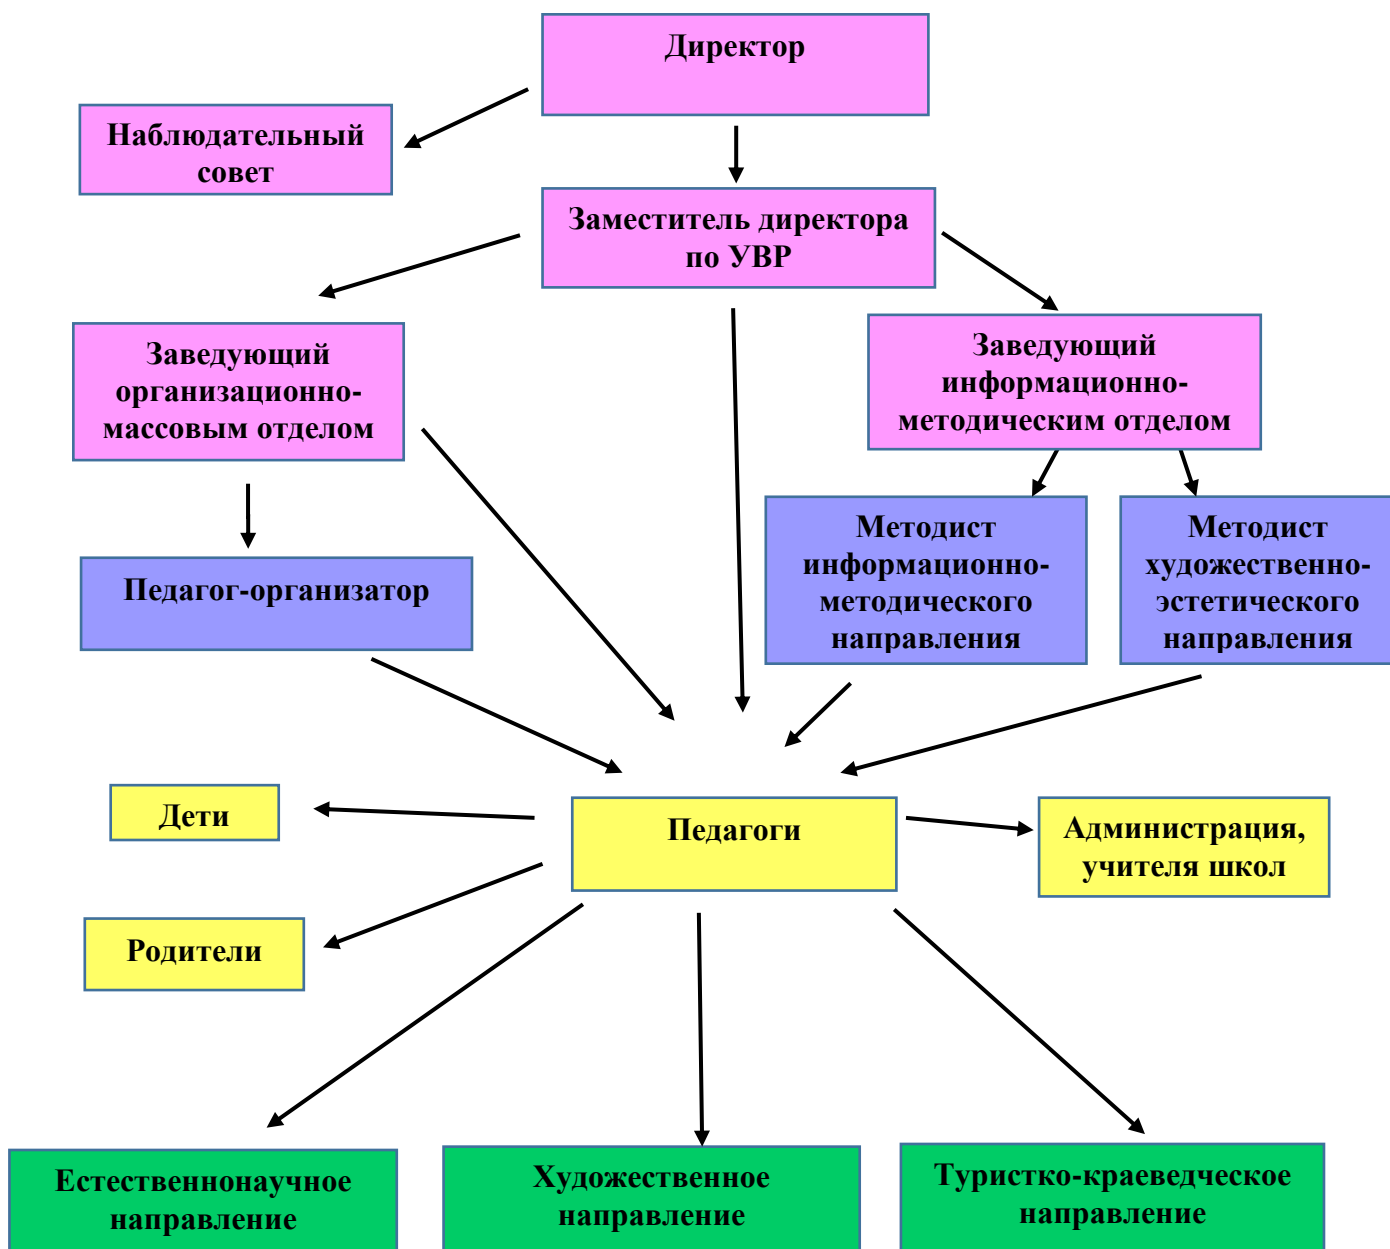 Директор
Наблюдательный
совет
Заместитель директора
по УВР
Заведующий
организационно-
массовым отделом
Заведующий
информационно-
методическим отделом
Педагог-организатор
Методист
информационно-
методического
направления
Методист
художественно-
эстетического
направления
Дети
Педагоги
Администрация,
учителя школ
Родители
Естественнонаучное
направление
Художественное
направление
Туристко-краеведческое
направление